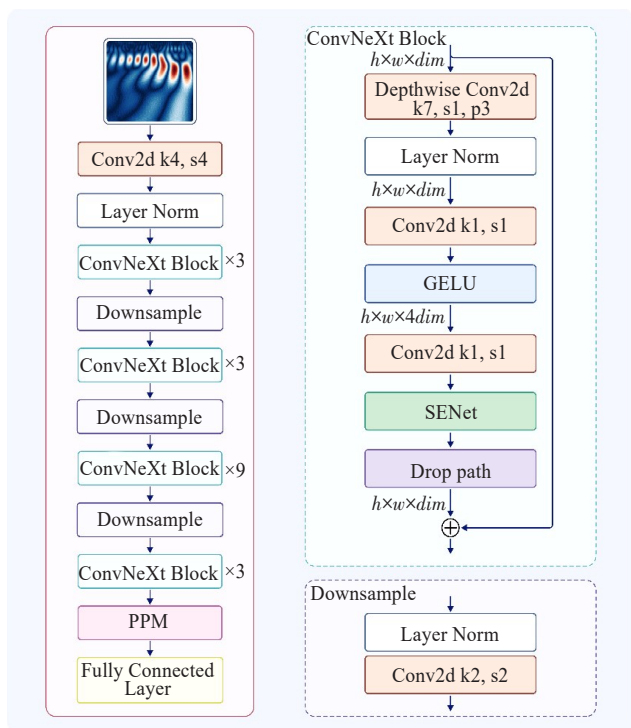 Conv2d k4, s4
Layer Norm
ConvNeXt Block ×3
Downsample
ConvNeXt Block ×3
Downsample
ConvNeXt Block ×9
Downsample
ConvNeXt Block ×3
PPM
Fully Connected
Layer
ConvNeXt Block
h×w×dim
Depthwise Conv2d
k7, s1, p3
Layer Norm
h×w×dim
Conv2d k1, s1
GELU
h×w×4dim
Conv2d k1, s1
SENet
Drop path
h×w×dim
Downsample
Layer Norm
Conv2d k2, s2